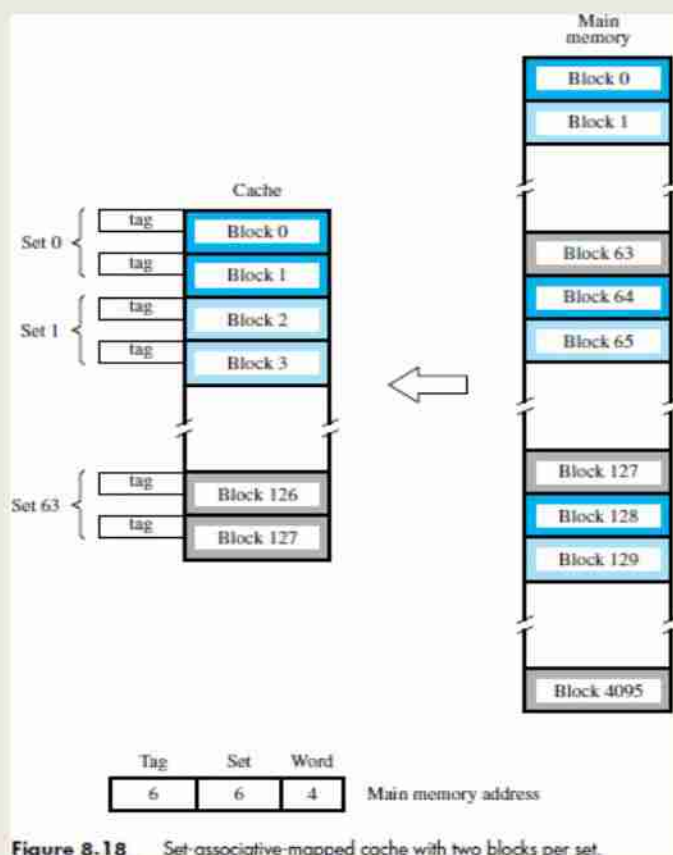 Main
memory
Block 0
Block 1
Block 63
Block 64
Block 65
Block 127
Block 128
Block 129
Block 4095
Cache
Set 0
tag
Block 0
tag
Block 1
Set 1
tag
Block 2
tag
Block 3
Set 63
tag
Block 126
tag
Block 127
Tag Set Word
6 6 4 Main memory address
Figure 8.18 Set-associative-mapped cache with two blocks per set.